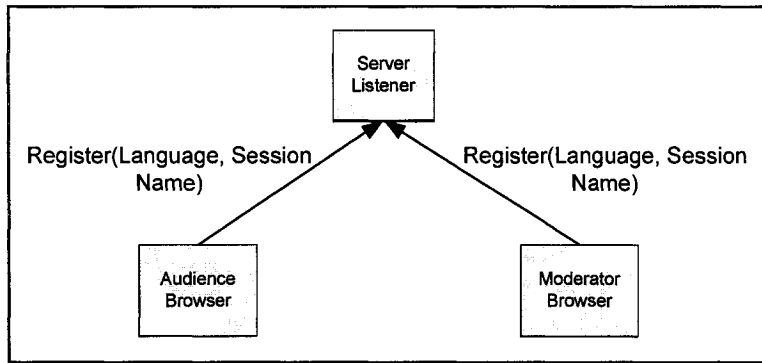 Server
Listener
Register(Language, Session
Name)
Register(Language, Session
Name)
Audience
Browser
Moderator
Browser